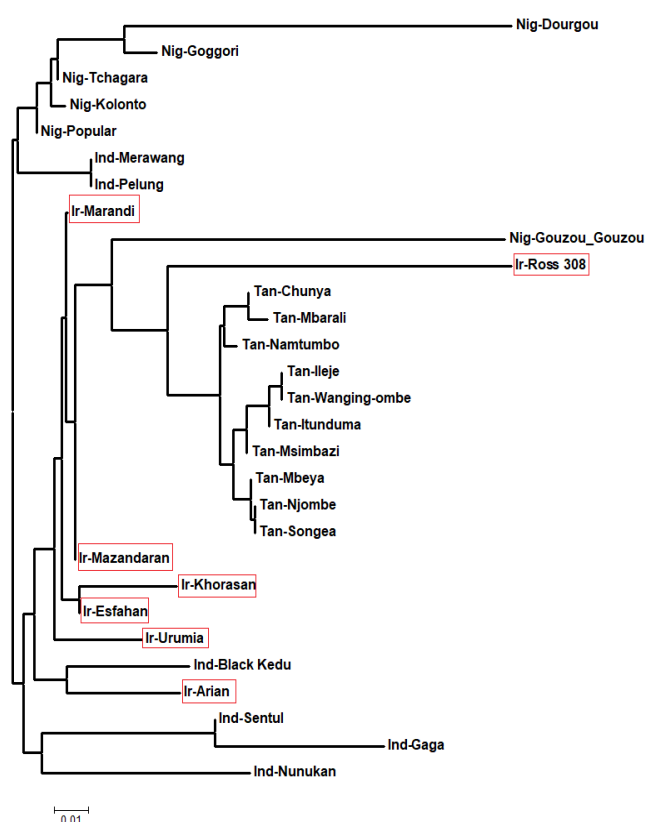 Nig-Dourgou
Nig-Goggori
Nig-Tchagara
Nig-Kolonto
Nig-Popular
Ind-Merawang
Ind-Pelung
Ir-Marandi
Nig-Gouzou_Gouzou
Ir-Ross 308
Tan-Chunya
Tan-Mbarali
Tan-Namtumbo
Tan-Ileje
Tan-Wanging-ombe
Tan-Itunduma
Tan-Msimbazi
Tan-Mbeya
Tan-Njombe
Tan-Songea
Ir-Mazandaran
Ir-Khorasan
Ir-Esfahan
Ir-Urumia
Ind-Black Kedu
Ir-Arian
Ind-Sentul
Ind-Gaga
Ind-Nunukan
0.01